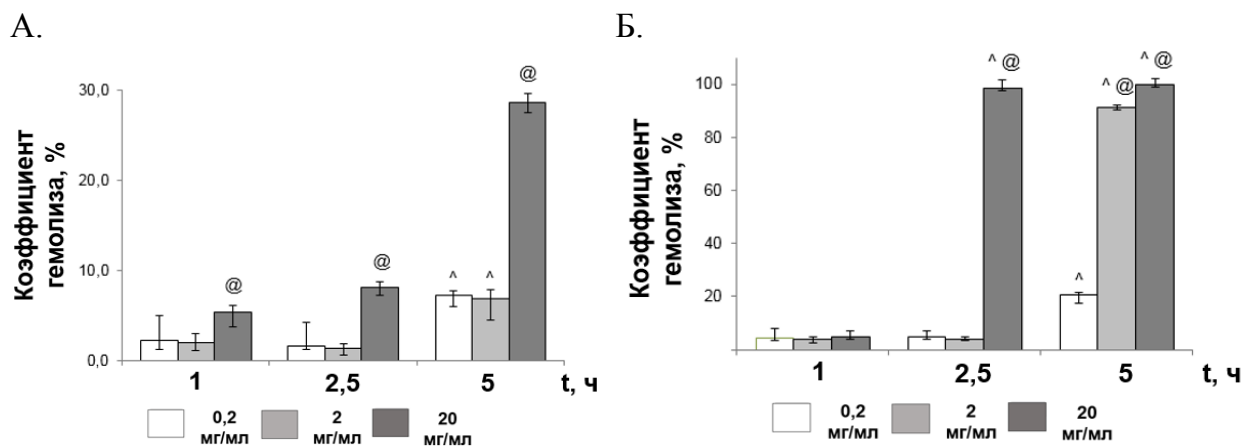 А.
Коэффициент
гемолиза, %
30,0
20,0
10,0
0,0
@
@
^ ^
@
1 2,5 5 t, ч
0,2
мг/мл
2
мг/мл
20
мг/мл
Б.
Коэффициент
гемолиза, %
100
80
60
40
20
^ @
^
^ @
^ @
1 2,5 5 t, ч
0,2
мг/мл
2
мг/мл
20
мг/мл